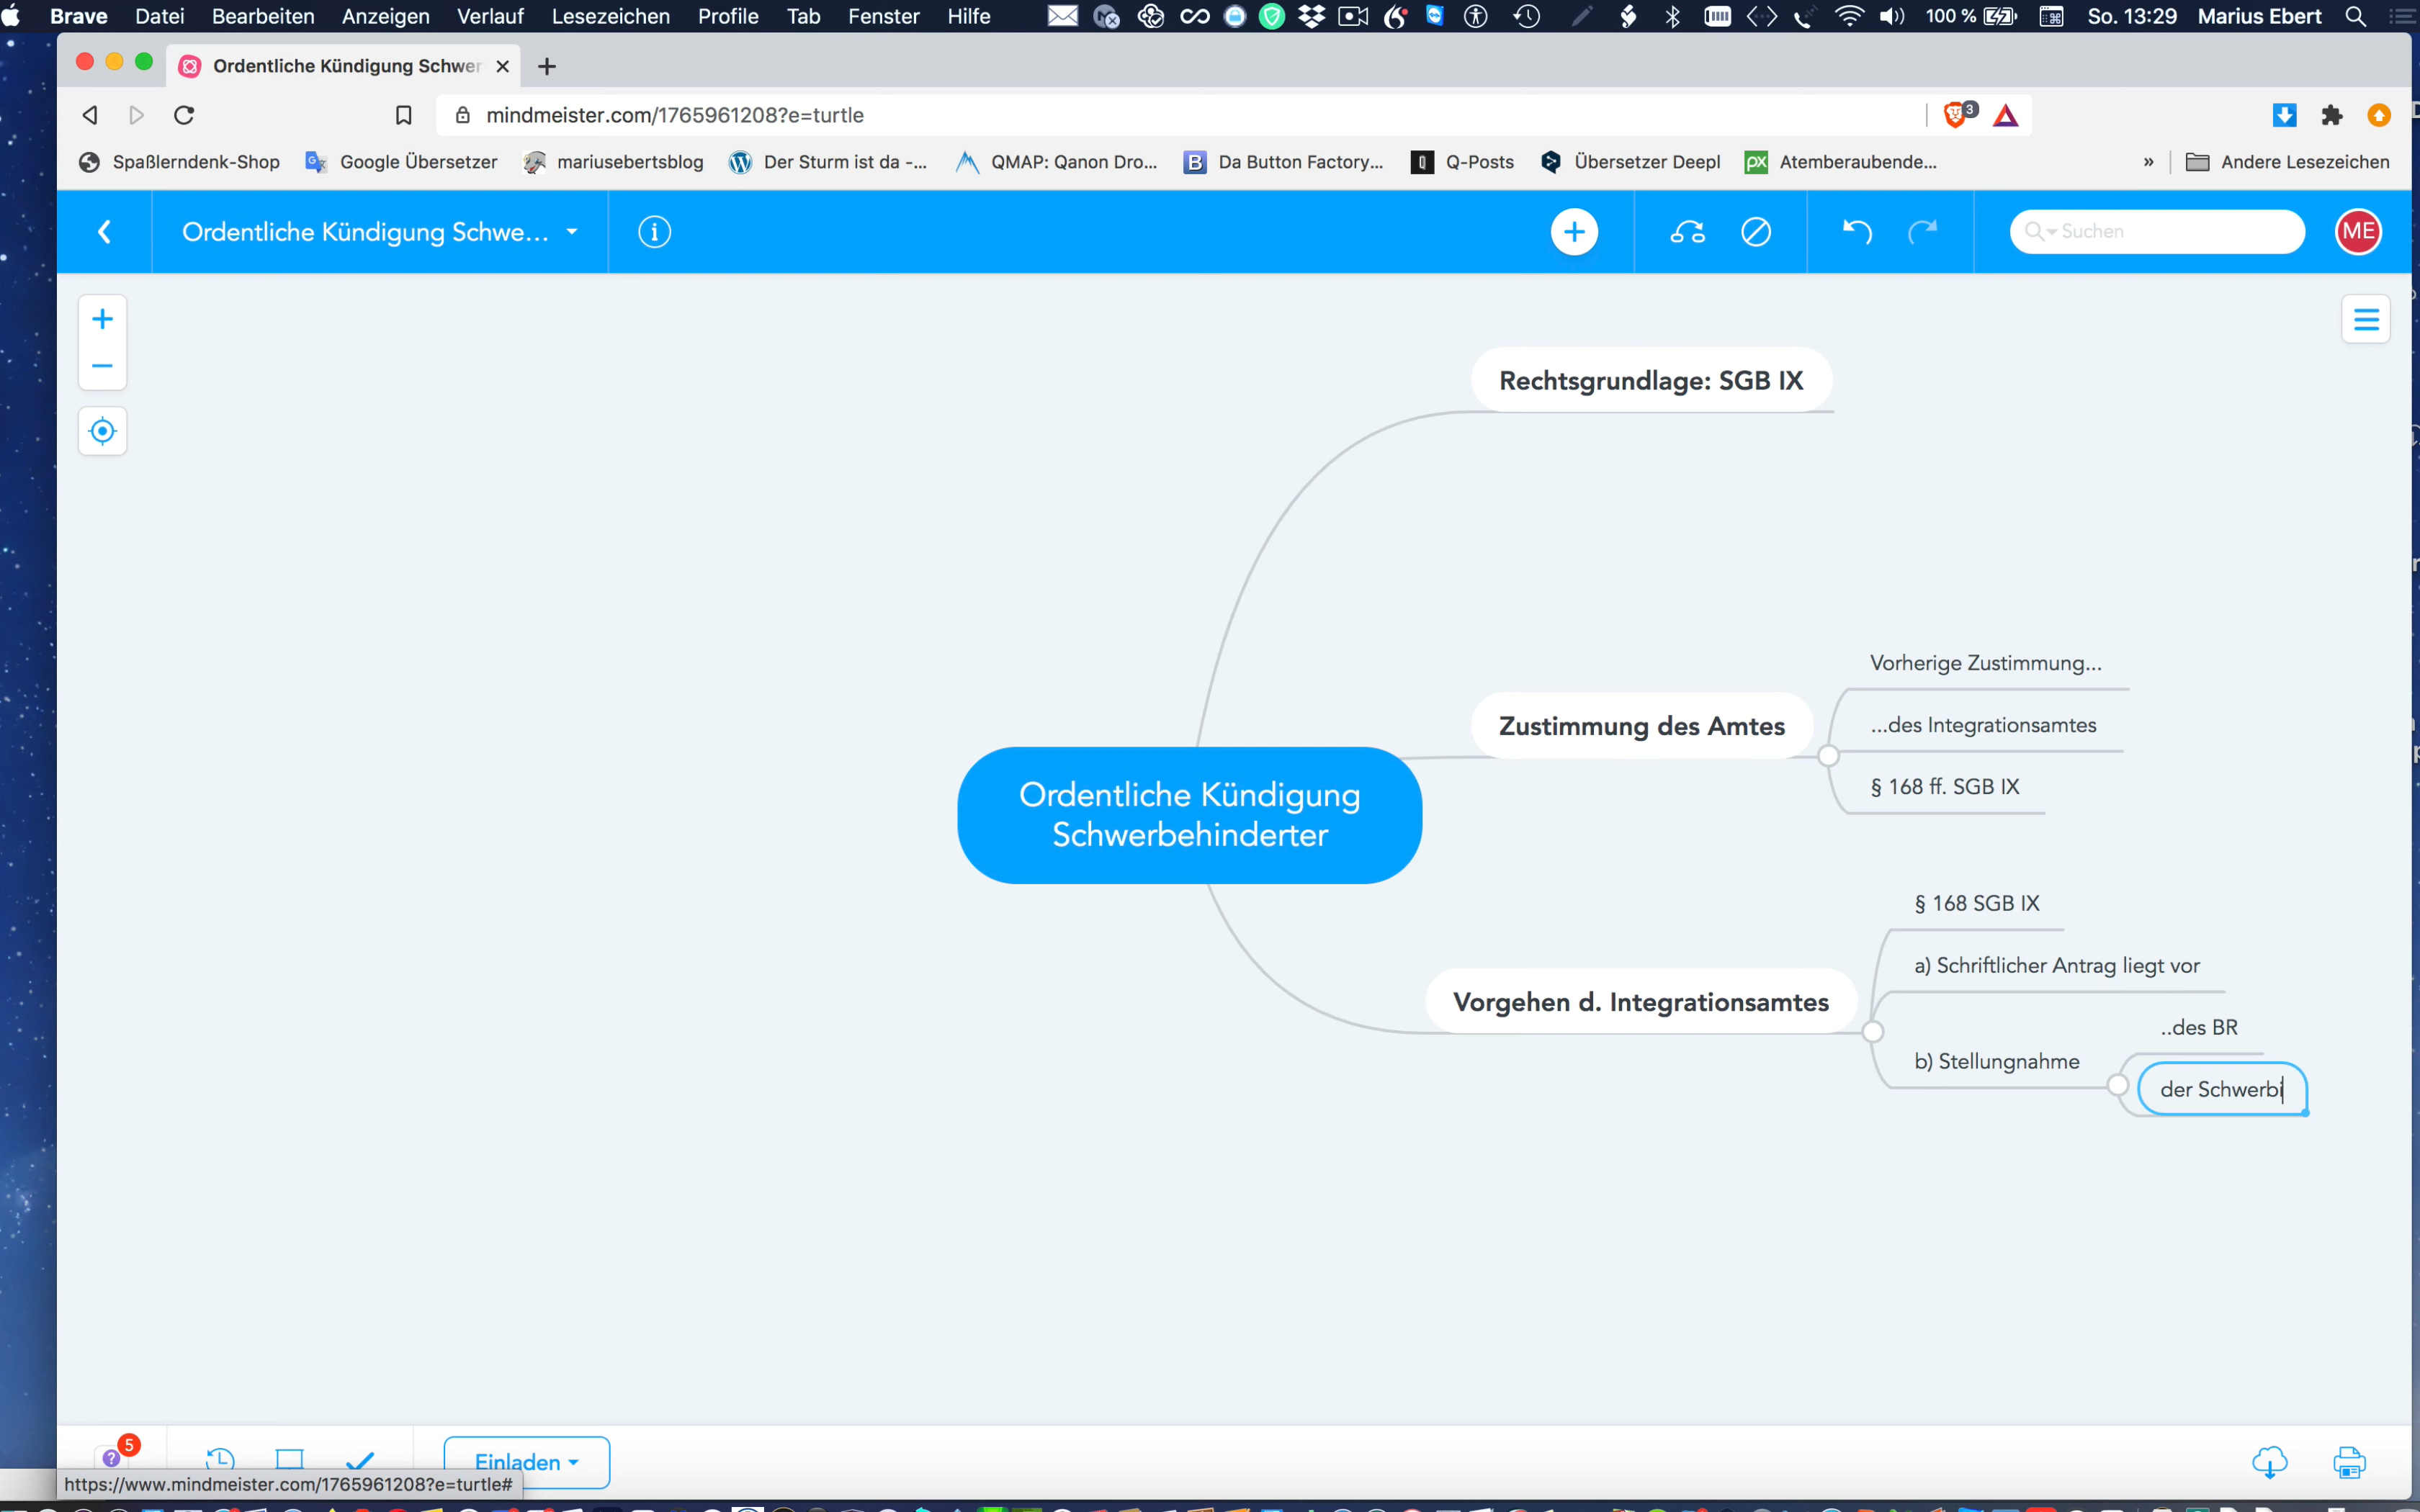 Brave Datei Bearbeiten Anzeigen Verlauf Lesezeichen Profile Tab Fenster Hilfe 100 % So. 13:29 Marius Ebert
Ordentliche Kündigung Schwer
mindmeister.com/1765961208?e=turtle 3
Spaßlerndenk-Shop Google Übersetzer mariusebertsblog Der Sturm ist da -... QMAP: Qanon Dro... Da Button Factory... Q-Posts Übersetzer Deepl Atemberaubende... » Andere Lesezeichen
Ordentliche Kündigung Schwe... Suchen ME
Rechtsgrundlage: SGB IX
Vorherige Zustimmung...
Zustimmung des Amtes
...des Integrationsamtes
§ 168 ff. SGB IX
Ordentliche Kündigung
Schwerbehinderter
§ 168 SGB IX
a) Schriftlicher Antrag liegt vor
Vorgehen d. Integrationsamtes
..des BR
b) Stellungnahme
der Schwerbi
5
Einladen
https://www.mindmeister.com/1765961208?e=turtle#